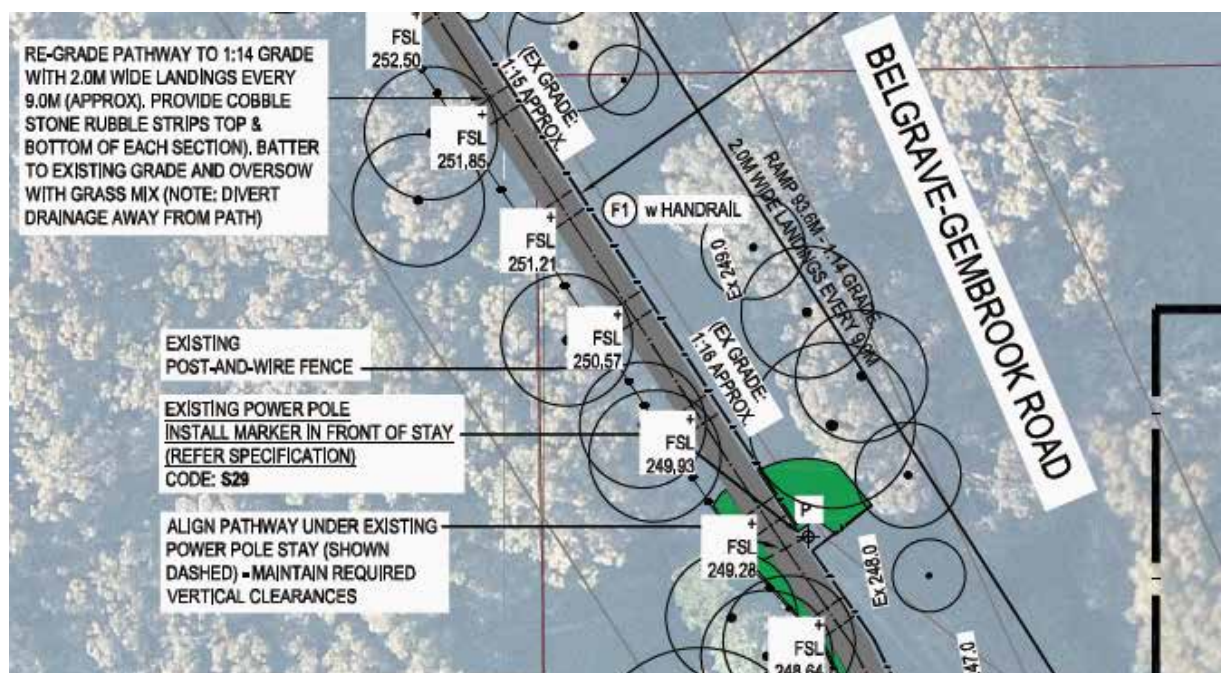 RE-GRADE PATHWAY TO 1:14 GRADE
WITH 2.0M WIDE LANDINGS EVERY
9.0M (APPROX). PROVIDE COBBLE
STONE RUBBLE STRIPS TOP &
BOTTOM OF EACH SECTION). BATTER
TO EXISTING GRADE AND OVERSOW
WITH GRASS MIX (NOTE: DIVERT
DRAINAGE AWAY FROM PATH)
EXISTING
POST-AND-WIRE FENCE
EXISTING POWER POLE
INSTALL MARKER IN FRONT OF STAY
(REFER SPECIFICATION)
CODE: S29
ALIGN PATHWAY UNDER EXISTING
POWER POLE STAY (SHOWN
DASHED) - MAINTAIN REQUIRED
VERTICAL CLEARANCES
FSL
252.50
FSL
251.85
FSL
251.21
FSL
250.57
FSL
249.93
FSL
249.28
FSL
248.64
(EX GRADE:
1:15 APPROX.
F1 w HANDRAIL
RAMP 93.6M - 1:14 GRADE
2.0M WIDE LANDINGS EVERY 9.0M
Ex 249.0
(EX GRADE:
1:16 APPROX.
P
Ex 248.0
47.0
BELGRAVE-GEMBROOK ROAD